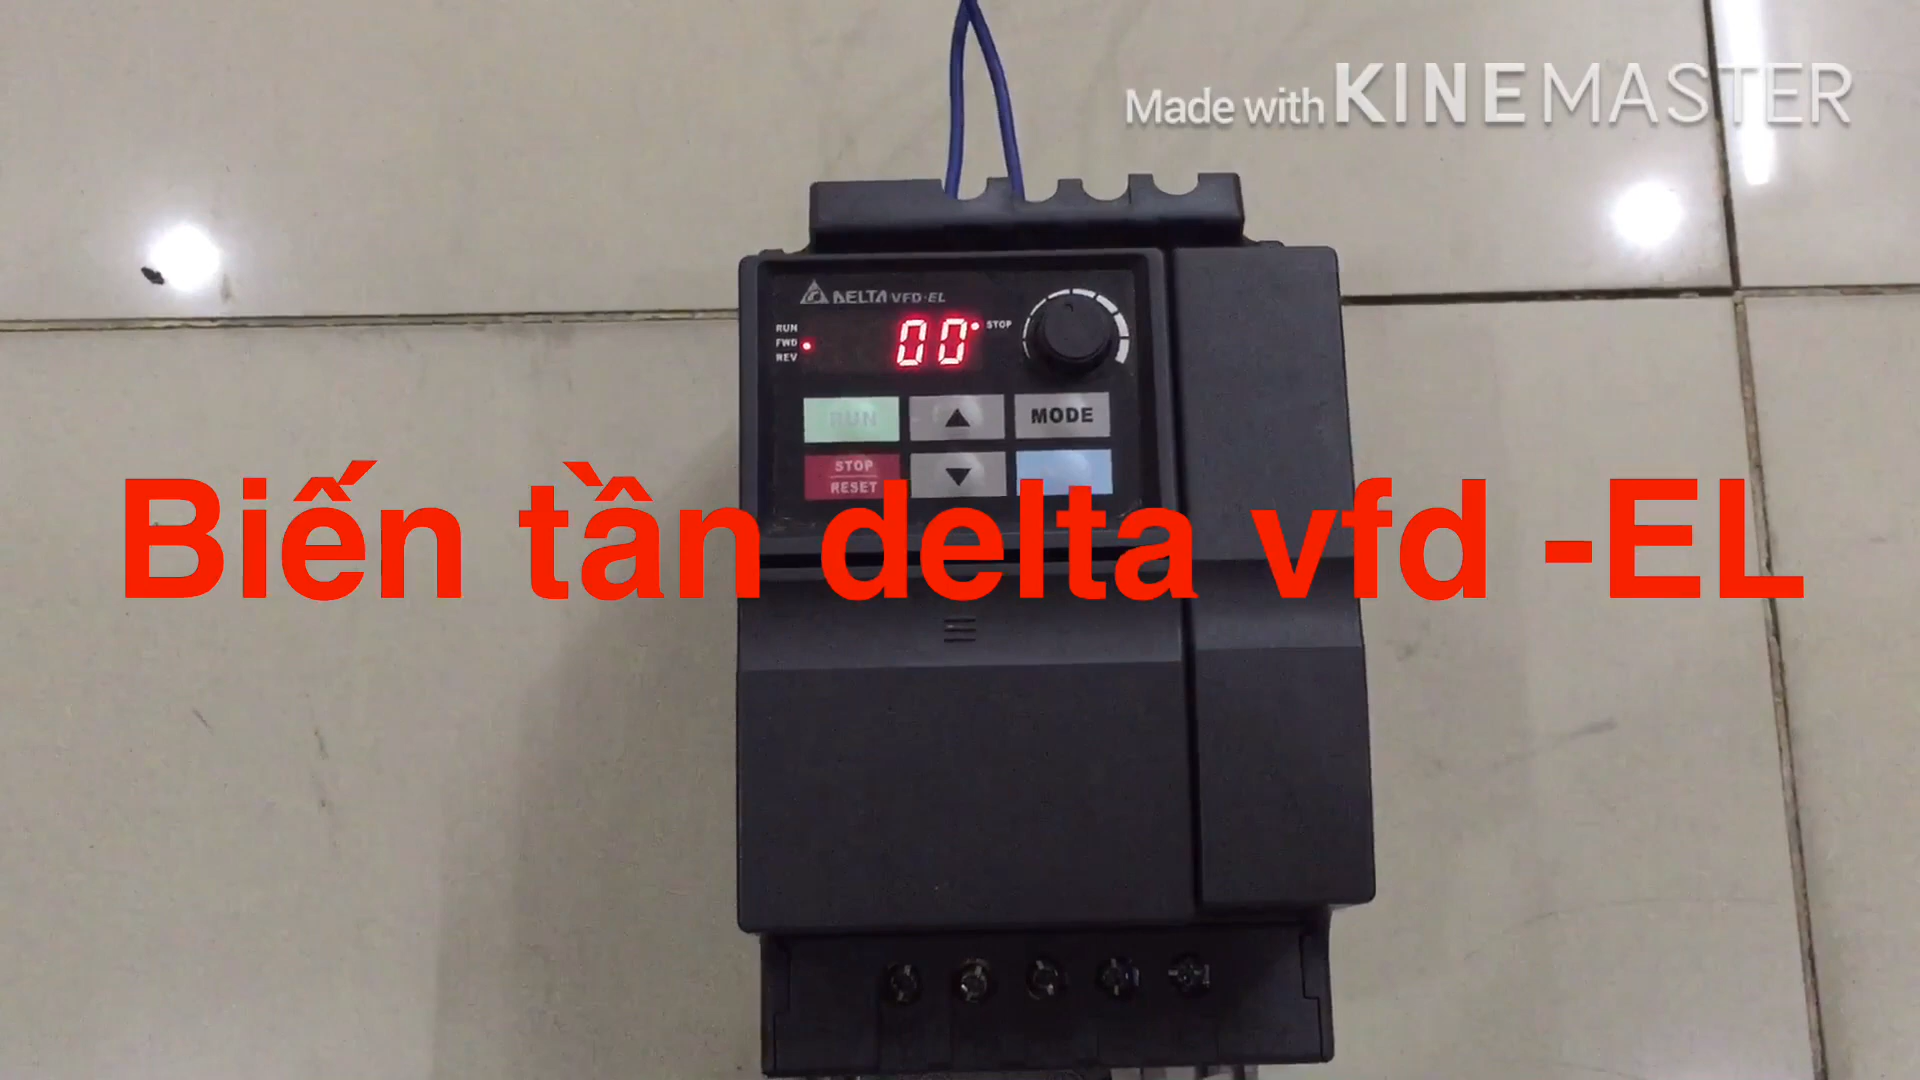 Made with KINEMASTER
DELTA VFD-EL
RUN
FWD
REV
00
STOP
RUN
MODE
STOP
RESET
Biến tần delta vfd -EL